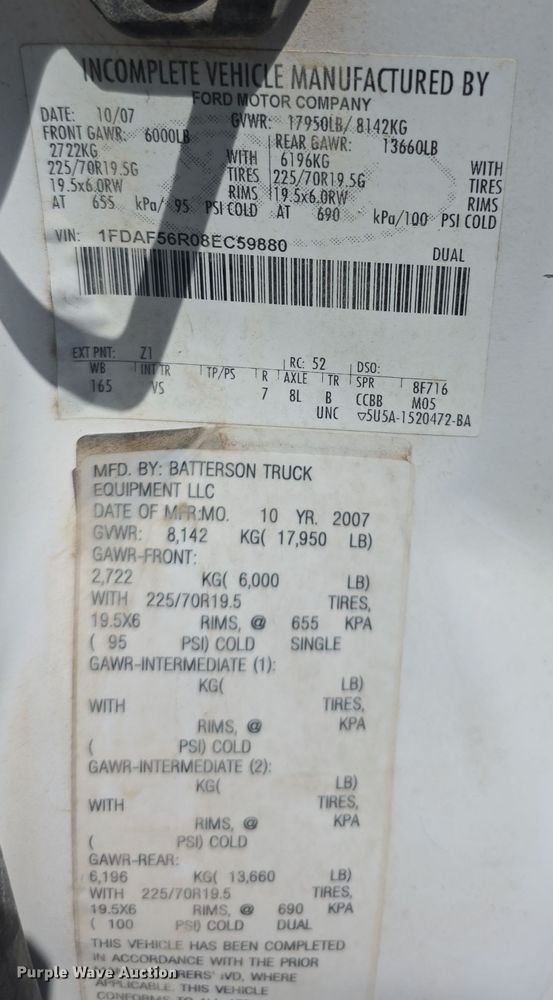 INCOMPLETE VEHICLE MANUFACTURED BY
FORD MOTOR COMPANY
DATE: 10/07 GVWR: 17950LB/ 8142KG
FRONT GAWR: 6000LB REAR GAWR: 13660LB
2722KG WITH 6196KG WITH
225/70R19.5G TIRES 225/70R19.5G TIRES
19.5x6.0RW RIMS 19.5x6.0RW RIMS
AT 655 kPa/ 95 PSI COLD AT 690 kPa/100 PSI COLD
VIN: 1FDAF56R08EC59880 DUAL
EXT PNT: Z1 RC: 52 DSO:
WB INT TR TP/PS R AXLE TR SPR 8F716
165 VS 7 8L B CCBB M05
UNC ▽5U5A-1520472-BA
MFD. BY: BATTERSON TRUCK
EQUIPMENT LLC
DATE OF MFR:MO. 10 YR. 2007
GVWR: 8,142 KG( 17,950 LB)
GAWR-FRONT:
2,722 KG( 6,000 LB)
WITH 225/70R19.5 TIRES,
19.5X6 RIMS, @ 655 KPA
( 95 PSI) COLD SINGLE
GAWR-INTERMEDIATE (1):
KG( LB)
WITH TIRES,
RIMS, @ KPA
( PSI) COLD
GAWR-INTERMEDIATE (2):
KG( LB)
WITH TIRES,
RIMS, @ KPA
( PSI) COLD
GAWR-REAR:
6,196 KG( 13,660 LB)
WITH 225/70R19.5 TIRES,
19.5X6 RIMS, @ 690 KPA
( 100 PSI) COLD DUAL
THIS VEHICLE HAS BEEN COMPLETED
IN ACCORDANCE WITH THE PRIOR
RERS' IVD, WHERE
APPLICABLE. THIS VEHICLE
CONFORMS TO
Purple Wave Auction